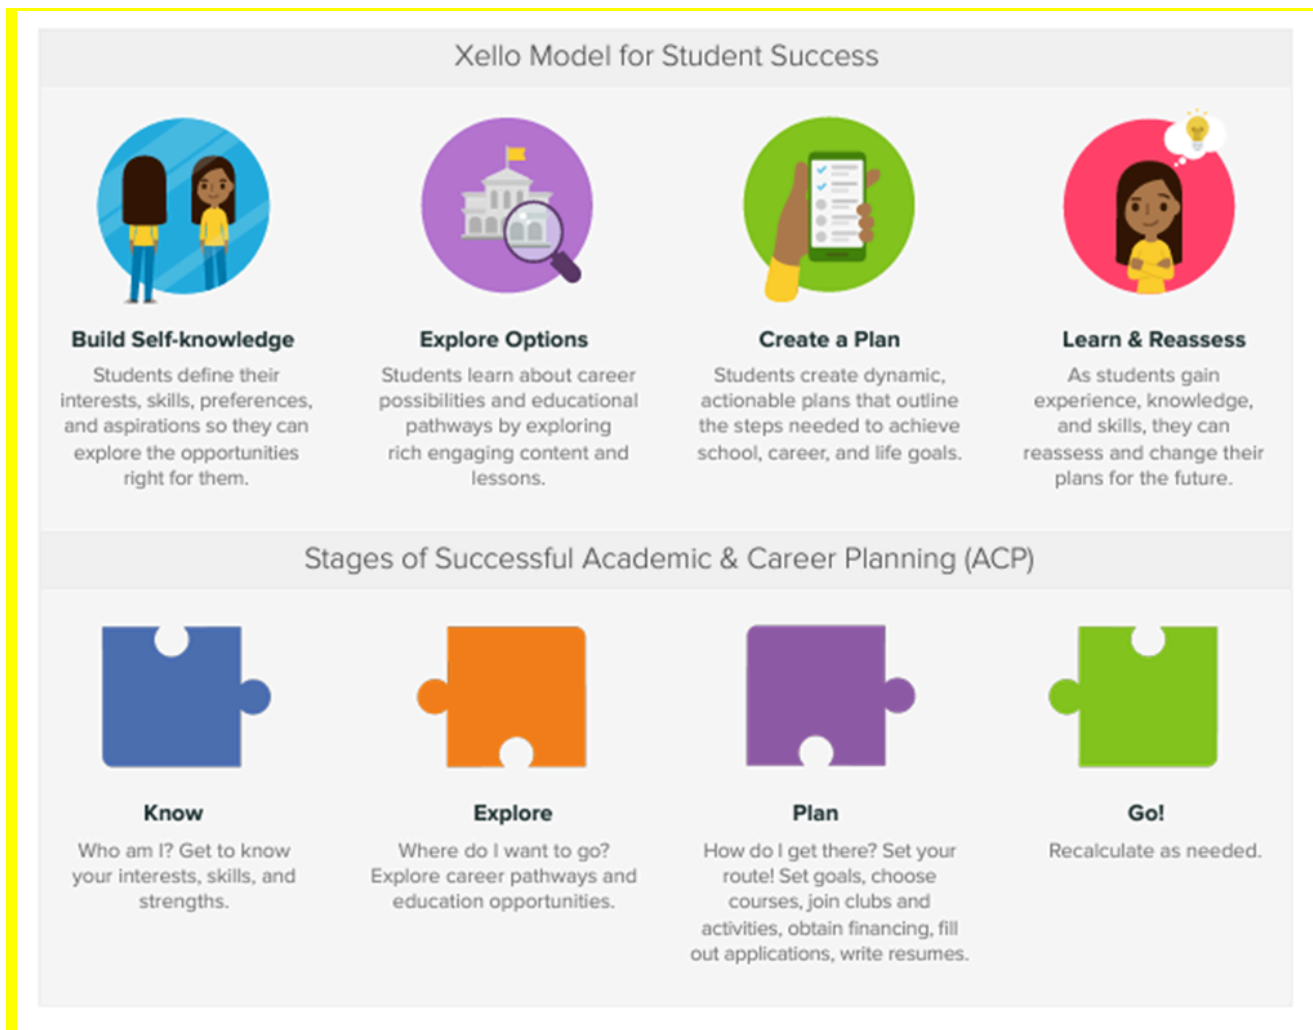 Xello Model for Student Success
Build Self-knowledge
Students define their
interests, skills, preferences,
and aspirations so they can
explore the opportunities
right for them.
Explore Options
Students learn about career
possibilities and educational
pathways by exploring
rich engaging content and
lessons.
Create a Plan
Students create dynamic,
actionable plans that outline
the steps needed to achieve
school, career, and life goals.
Learn & Reassess
As students gain
experience, knowledge,
and skills, they can
reassess and change their
plans for the future.
Stages of Successful Academic & Career Planning (ACP)
Know
Who am I? Get to know
your interests, skills, and
strengths.
Explore
Where do I want to go?
Explore career pathways and
education opportunities.
Plan
How do I get there? Set your
route! Set goals, choose
courses, join clubs and
activities, obtain financing, fill
out applications, write resumes.
Go!
Recalculate as needed.